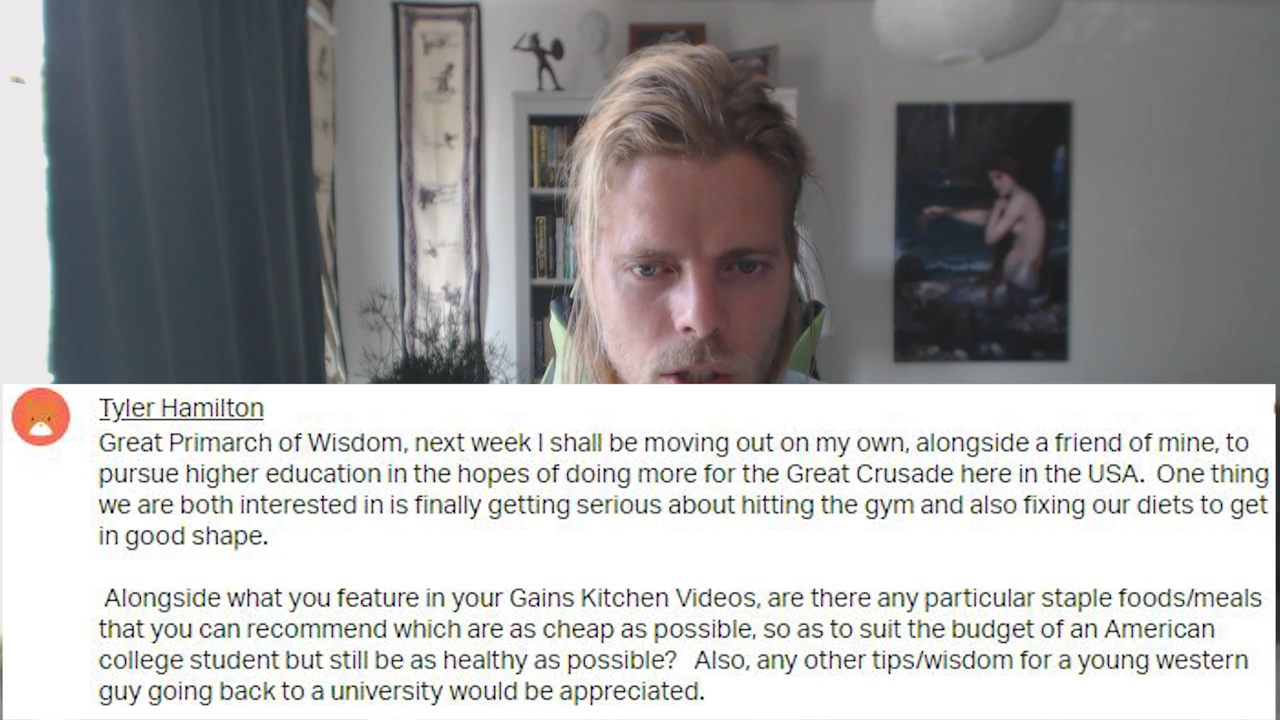 Tyler Hamilton
Great Primarch of Wisdom, next week I shall be moving out on my own, alongside a friend of mine, to
pursue higher education in the hopes of doing more for the Great Crusade here in the USA.  One thing
we are both interested in is finally getting serious about hitting the gym and also fixing our diets to get
in good shape.
Alongside what you feature in your Gains Kitchen Videos, are there any particular staple foods/meals
that you can recommend which are as cheap as possible, so as to suit the budget of an American
college student but still be as healthy as possible?   Also, any other tips/wisdom for a young western
guy going back to a university would be appreciated.